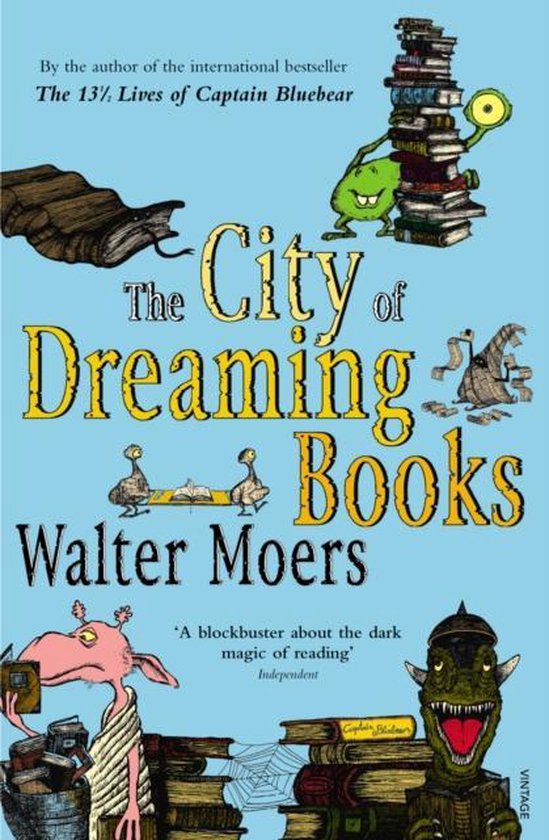 By the author of the international bestseller
The 13½ Lives of Captain Bluebear
The City of
Dreaming
Books
Walter Moers
‘A blockbuster about the dark
magic of reading’
Independent
Captain Bluebear
VINTAGE